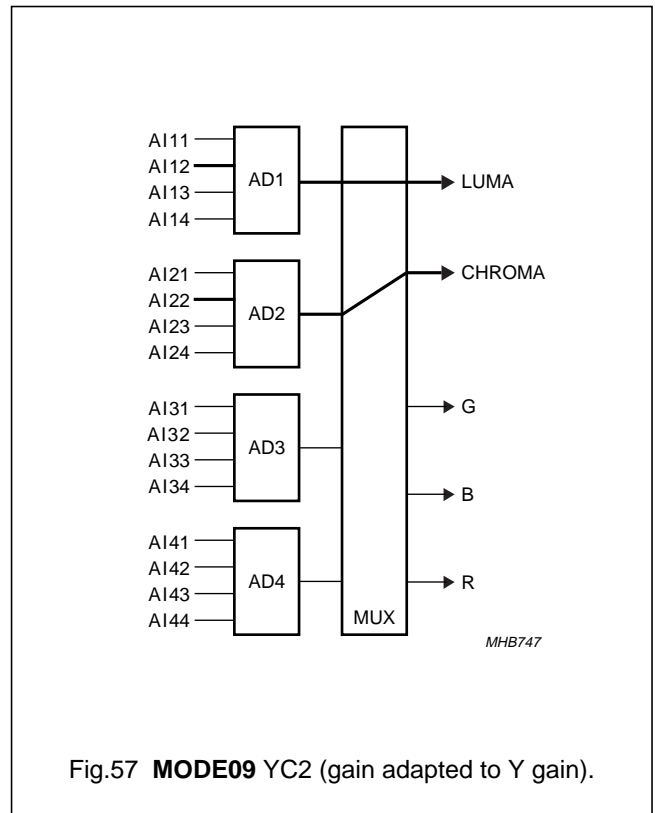 AI11
AI12
AI13
AI14
AD1
LUMA
AI21
AI22
AI23
AI24
AD2
CHROMA
AI31
AI32
AI33
AI34
AD3
G
B
AI41
AI42
AI43
AI44
AD4
R
MUX
MHB747
Fig.57 MODE09 YC2 (gain adapted to Y gain).